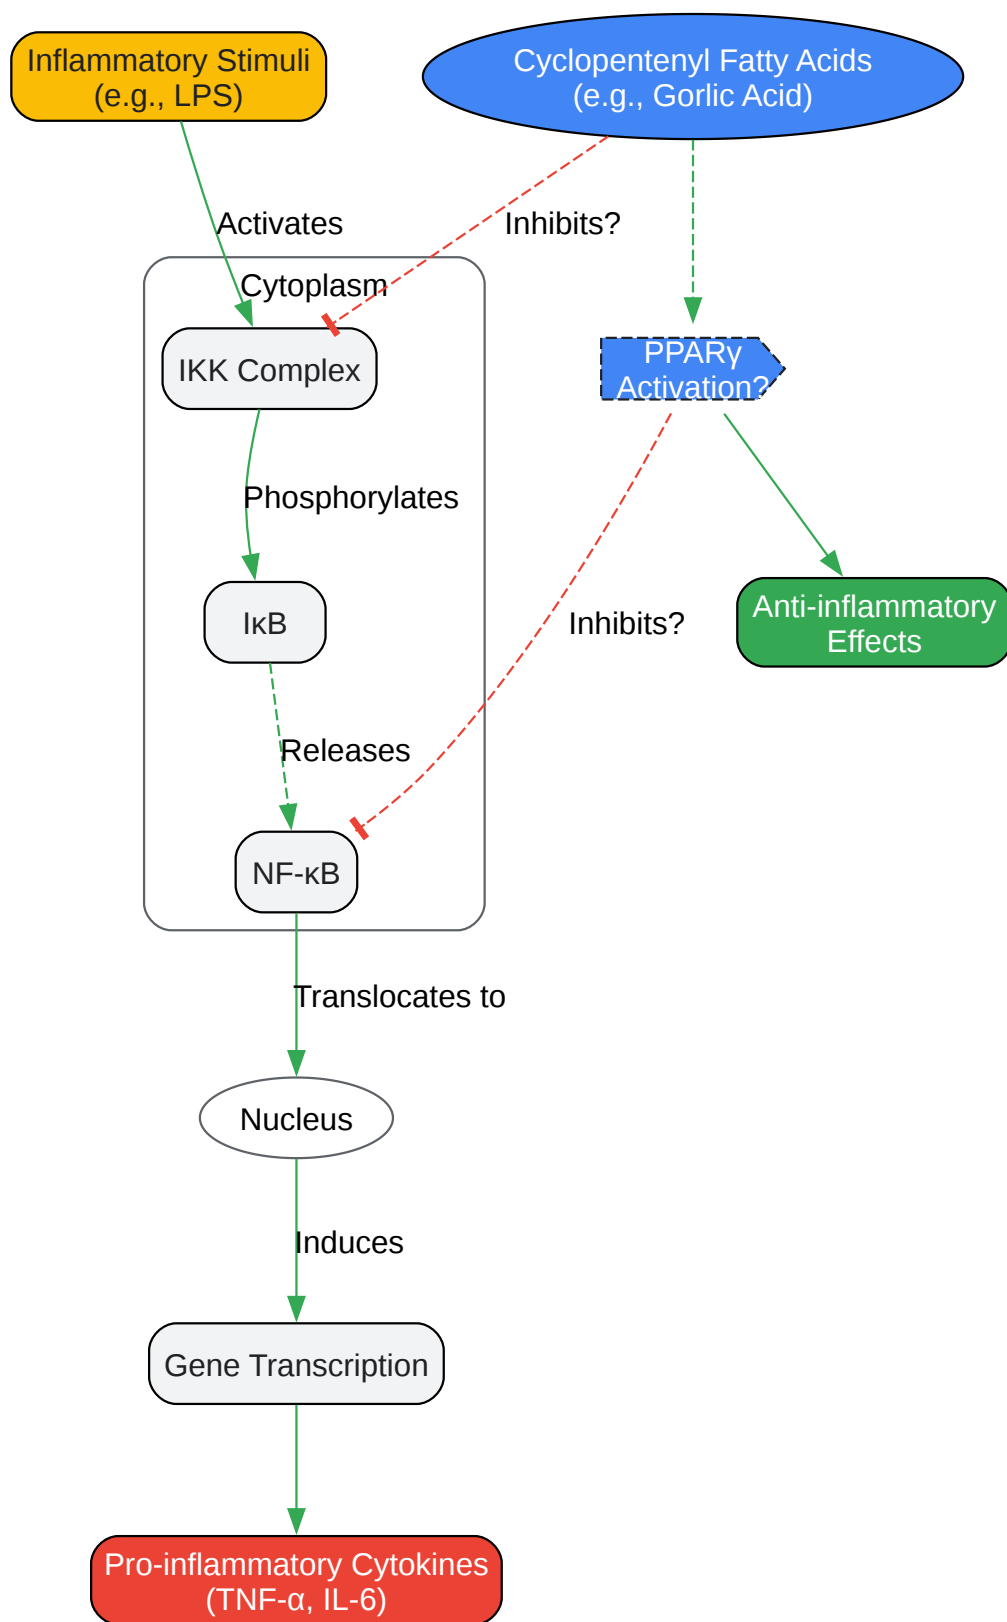 Inflammatory Stimuli
(e.g., LPS)
Cyclopentenyl Fatty Acids
(e.g., Gorlic Acid)
Activates
Inhibits?
Cytoplasm
IKK Complex
PPARγ
Activation?
Phosphorylates
IκB
Inhibits?
Anti-inflammatory
Effects
Releases
NF-κB
Translocates to
Nucleus
Induces
Gene Transcription
Pro-inflammatory Cytokines
(TNF-α, IL-6)